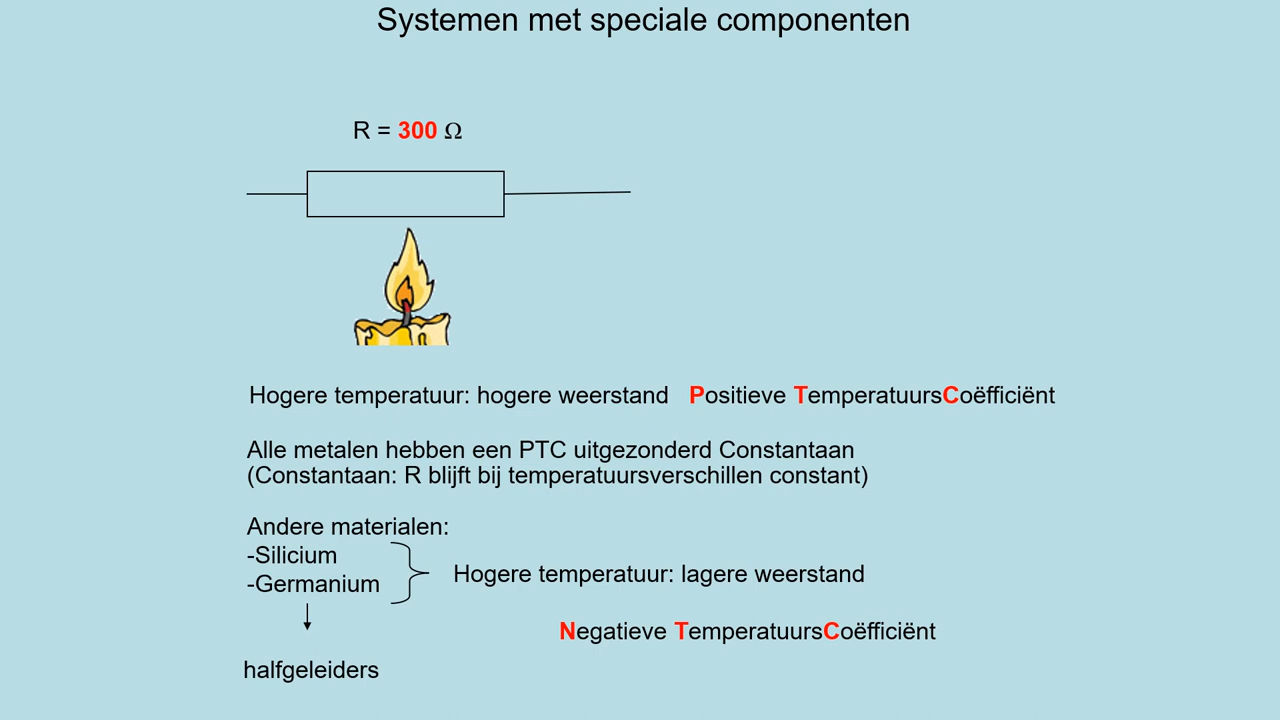 Systemen met speciale componenten
R = 300 Ω
Hogere temperatuur: hogere weerstand Positieve TemperatuursCoëfficiënt
Alle metalen hebben een PTC uitgezonderd Constantaan
(Constantaan: R blijft bij temperatuursverschillen constant)
Andere materialen:
-Silicium
-Germanium
Hogere temperatuur: lagere weerstand
Negatieve TemperatuursCoëfficiënt
halfgeleiders